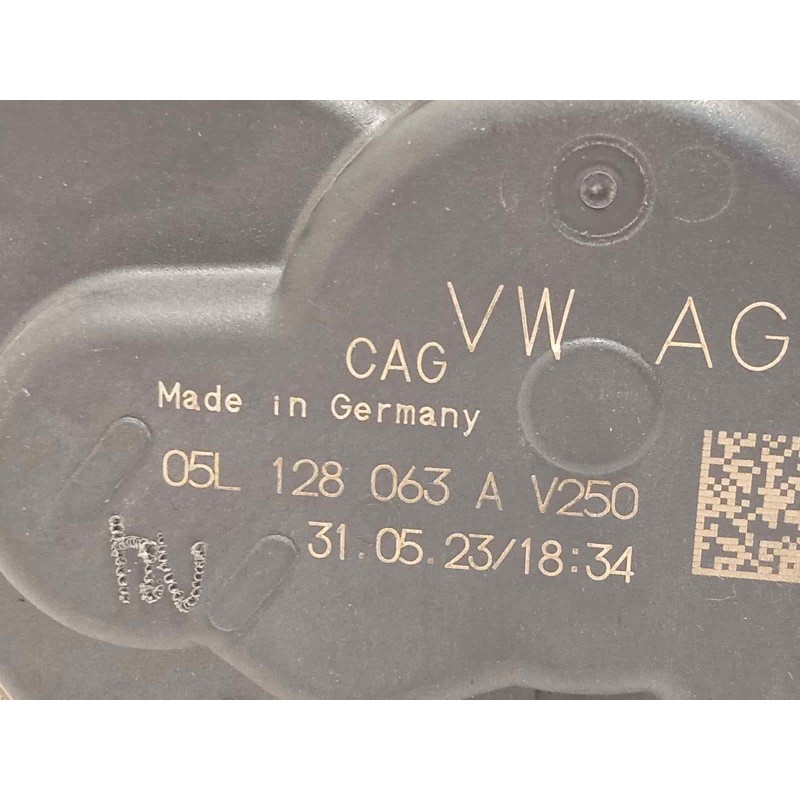 VW AG
CAG
Made in Germany
05L 128 063 A V250
31.05.23/18:34